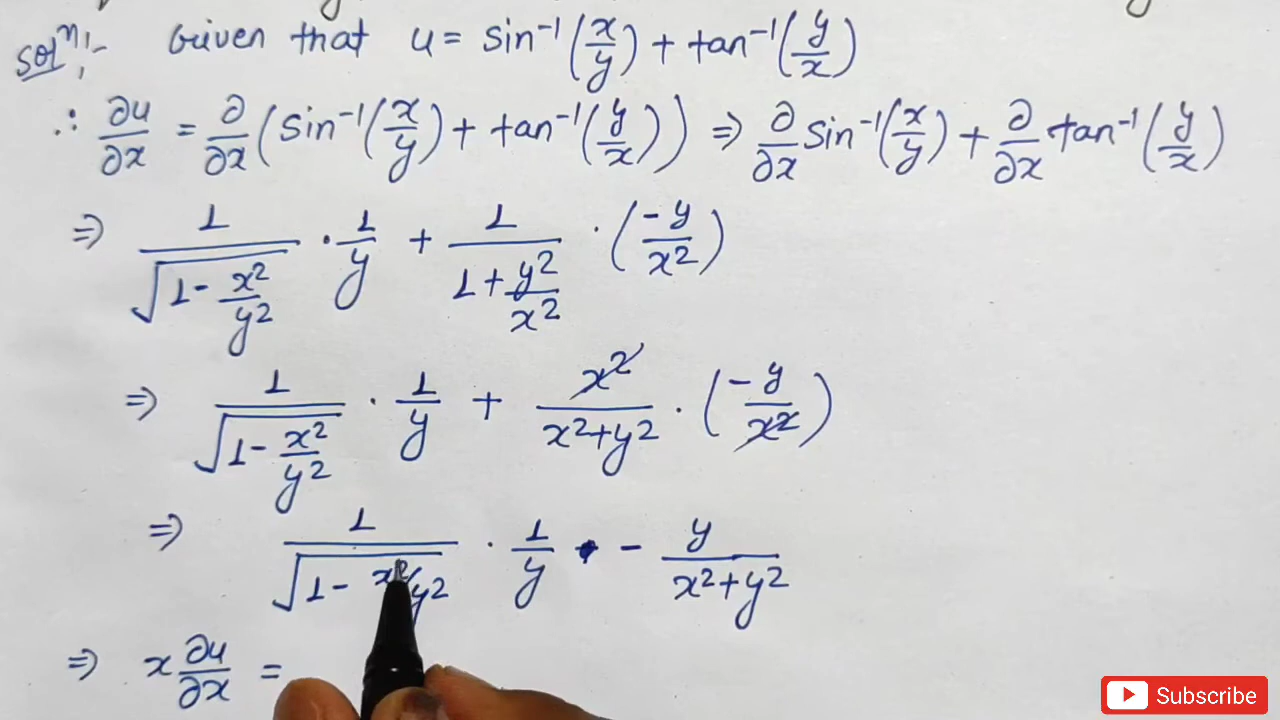 Solⁿ:- Given that u = sin⁻¹(x/y) + tan⁻¹(y/x)
∴ ∂u/∂x = ∂/∂x (sin⁻¹(x/y) + tan⁻¹(y/x)) ⇒ ∂/∂x sin⁻¹(x/y) + ∂/∂x tan⁻¹(y/x)
⇒ 1/√(1 - x²/y²) · 1/y + 1/(1 + y²/x²) · (-y/x²)
⇒ 1/√(1 - x²/y²) · 1/y + x²/(x²+y²) · (-y/x²)
⇒ 1/√(1 - x²/y²) · 1/y - y/(x²+y²)
⇒ x ∂u/∂x =
Subscribe